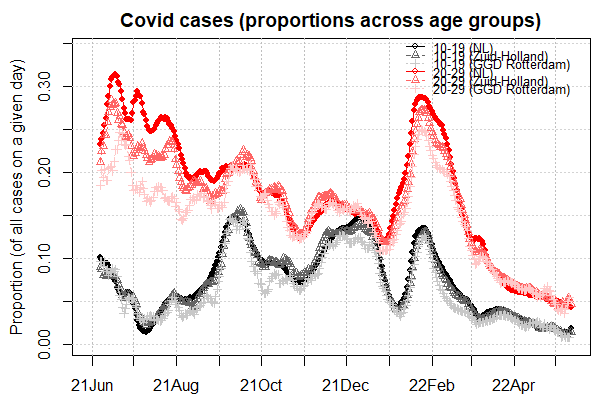 Covid cases (proportions across age groups)
10-19 (NL)
10-19 (Zuid-Holland)
10-19 (GGD Rotterdam)
20-29 (NL)
20-29 (Zuid-Holland)
20-29 (GGD Rotterdam)
Proportion (of all cases on a given day)
0.30
0.20
0.10
0.00
21Jun 21Aug 21Oct 21Dec 22Feb 22Apr